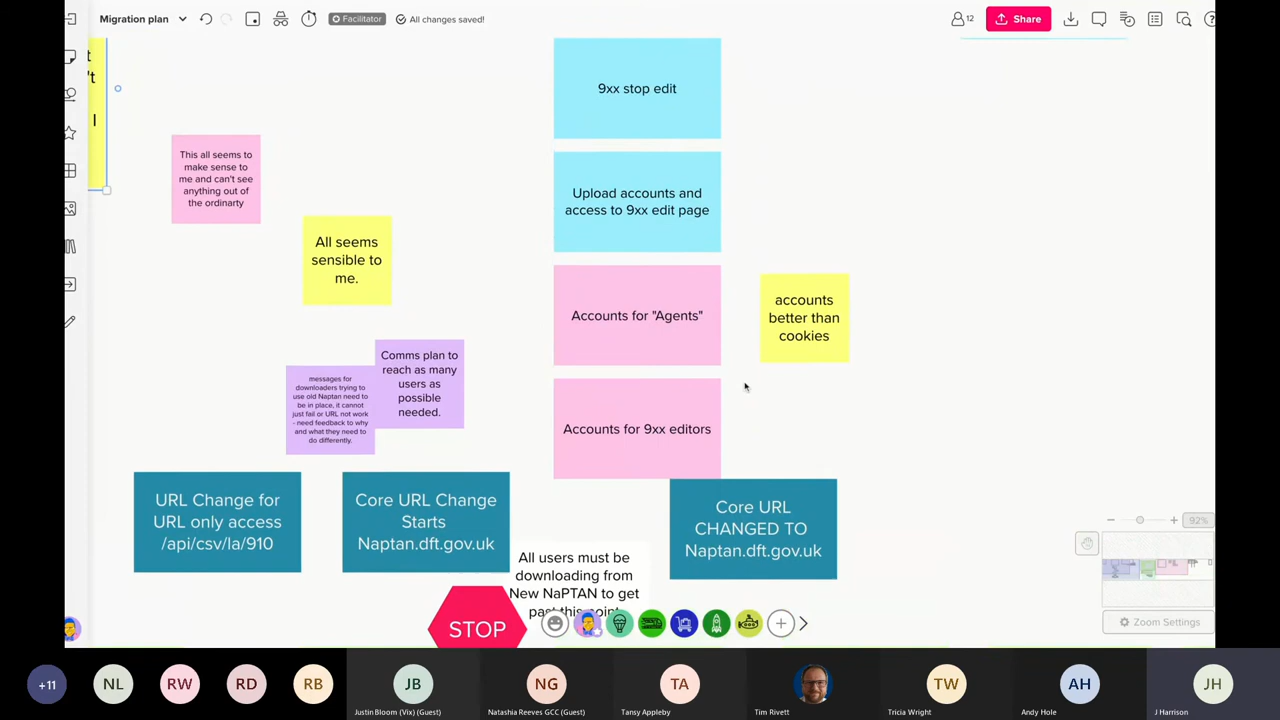 Migration plan
Facilitator
All changes saved!
12
Share
t
't
I
This all seems to
make sense to
me and can't see
anything out of
the ordinarty
All seems
sensible to
me.
Comms plan to
reach as many
users as
possible
needed.
messages for
downloaders trying to
use old Naptan need to
be in place, it cannot
just fail or URL not work
- need feedback to why
and what they need to
do differently.
9xx stop edit
Upload accounts and
access to 9xx edit page
Accounts for "Agents"
Accounts for 9xx editors
accounts
better than
cookies
URL Change for
URL only access
/api/csv/la/910
Core URL Change
Starts
Naptan.dft.gov.uk
Core URL
CHANGED TO
Naptan.dft.gov.uk
All users must be
downloading from
New NaPTAN to get
past this point
STOP
92%
Zoom Settings
+11
NL
RW
RD
RB
JB
Justin Bloom (Vix) (Guest)
NG
Natashia Reeves GCC (Guest)
TA
Tansy Appleby
Tim Rivett
TW
Tricia Wright
AH
Andy Hole
JH
J Harrison